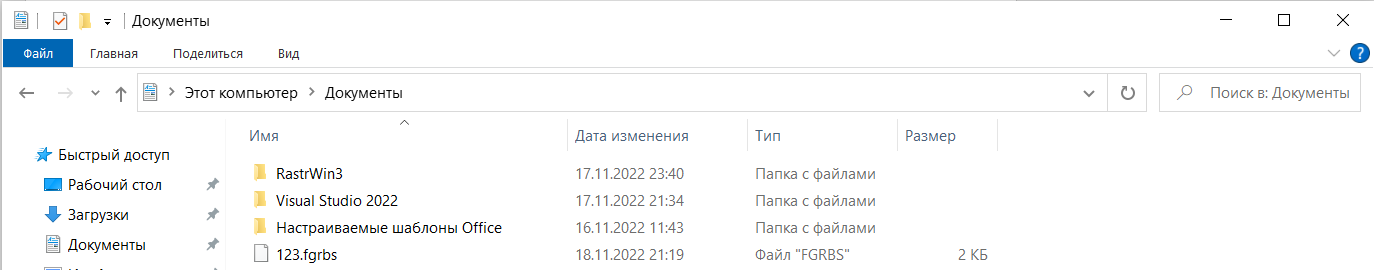 Документы
Файл Главная Поделиться Вид
Этот компьютер Документы Поиск в: Документы
Имя Дата изменения Тип Размер
Быстрый доступ
RastrWin3 17.11.2022 23:40 Папка с файлами
Рабочий стол
Visual Studio 2022 17.11.2022 21:34 Папка с файлами
Загрузки
Настраиваемые шаблоны Office 16.11.2022 11:43 Папка с файлами
Документы
123.fgrbs 18.11.2022 21:19 Файл "FGRBS" 2 КБ